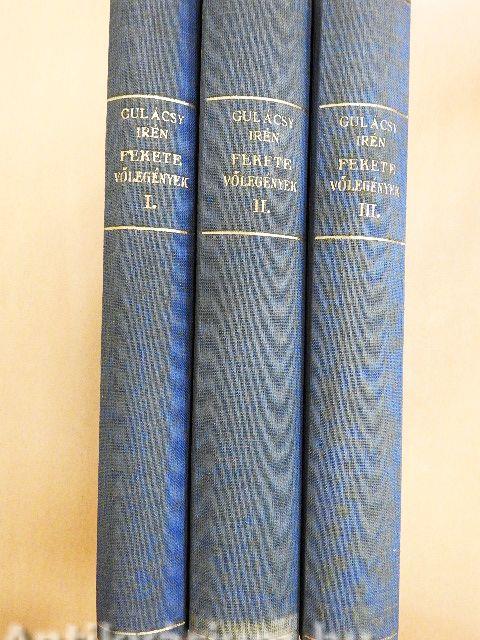 GULÁCSY
IRÉN
FEKETE
VŐLEGÉNYEK
I.
GULÁCSY
IRÉN
FEKETE
VŐLEGÉNYEK
II.
GULÁCSY
IRÉN
FEKETE
VŐLEGÉNYEK
III.